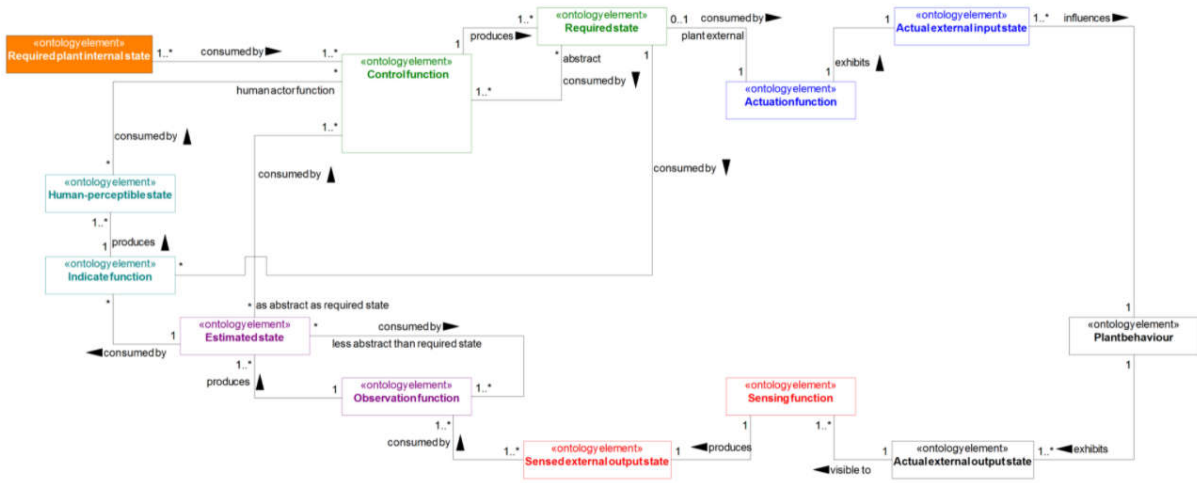 «ontologyelement»
Required plant internal state
1..*
consumed by
1..*
«ontologyelement»
Control function
*
human actor function
1..*
1
produces
1..*
«ontologyelement»
Required state
*
abstract
consumed by
1..*
1
0..1
consumed by
plant external
1
«ontologyelement»
Actuation function
1
exhibits
1
«ontologyelement»
Actual external input state
1..*
influences
consumed by
*
«ontologyelement»
Human-perceptible state
1..*
produces
1
«ontologyelement»
Indicate function
*
*
consumed by
consumed by
* as abstract as required state
«ontologyelement»
Estimated state
1
consumed by
*
consumed by
less abstract than required state
1..*
produces
1
«ontologyelement»
Observation function
1..*
1..*
consumed by
1..*
«ontologyelement»
Sensed external output state
1
produces
1
«ontologyelement»
Sensing function
1..*
visible to
1
«ontologyelement»
Actual external output state
1..*
exhibits
1
«ontologyelement»
Plant behaviour
1